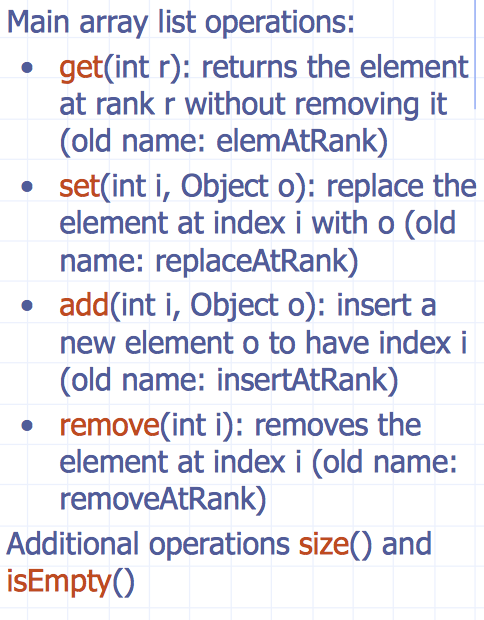 Main array list operations:
• get(int r): returns the element
at rank r without removing it
(old name: elemAtRank)
• set(int i, Object o): replace the
element at index i with o (old
name: replaceAtRank)
• add(int i, Object o): insert a
new element o to have index i
(old name: insertAtRank)
• remove(int i): removes the
element at index i (old name:
removeAtRank)
Additional operations size() and
isEmpty()